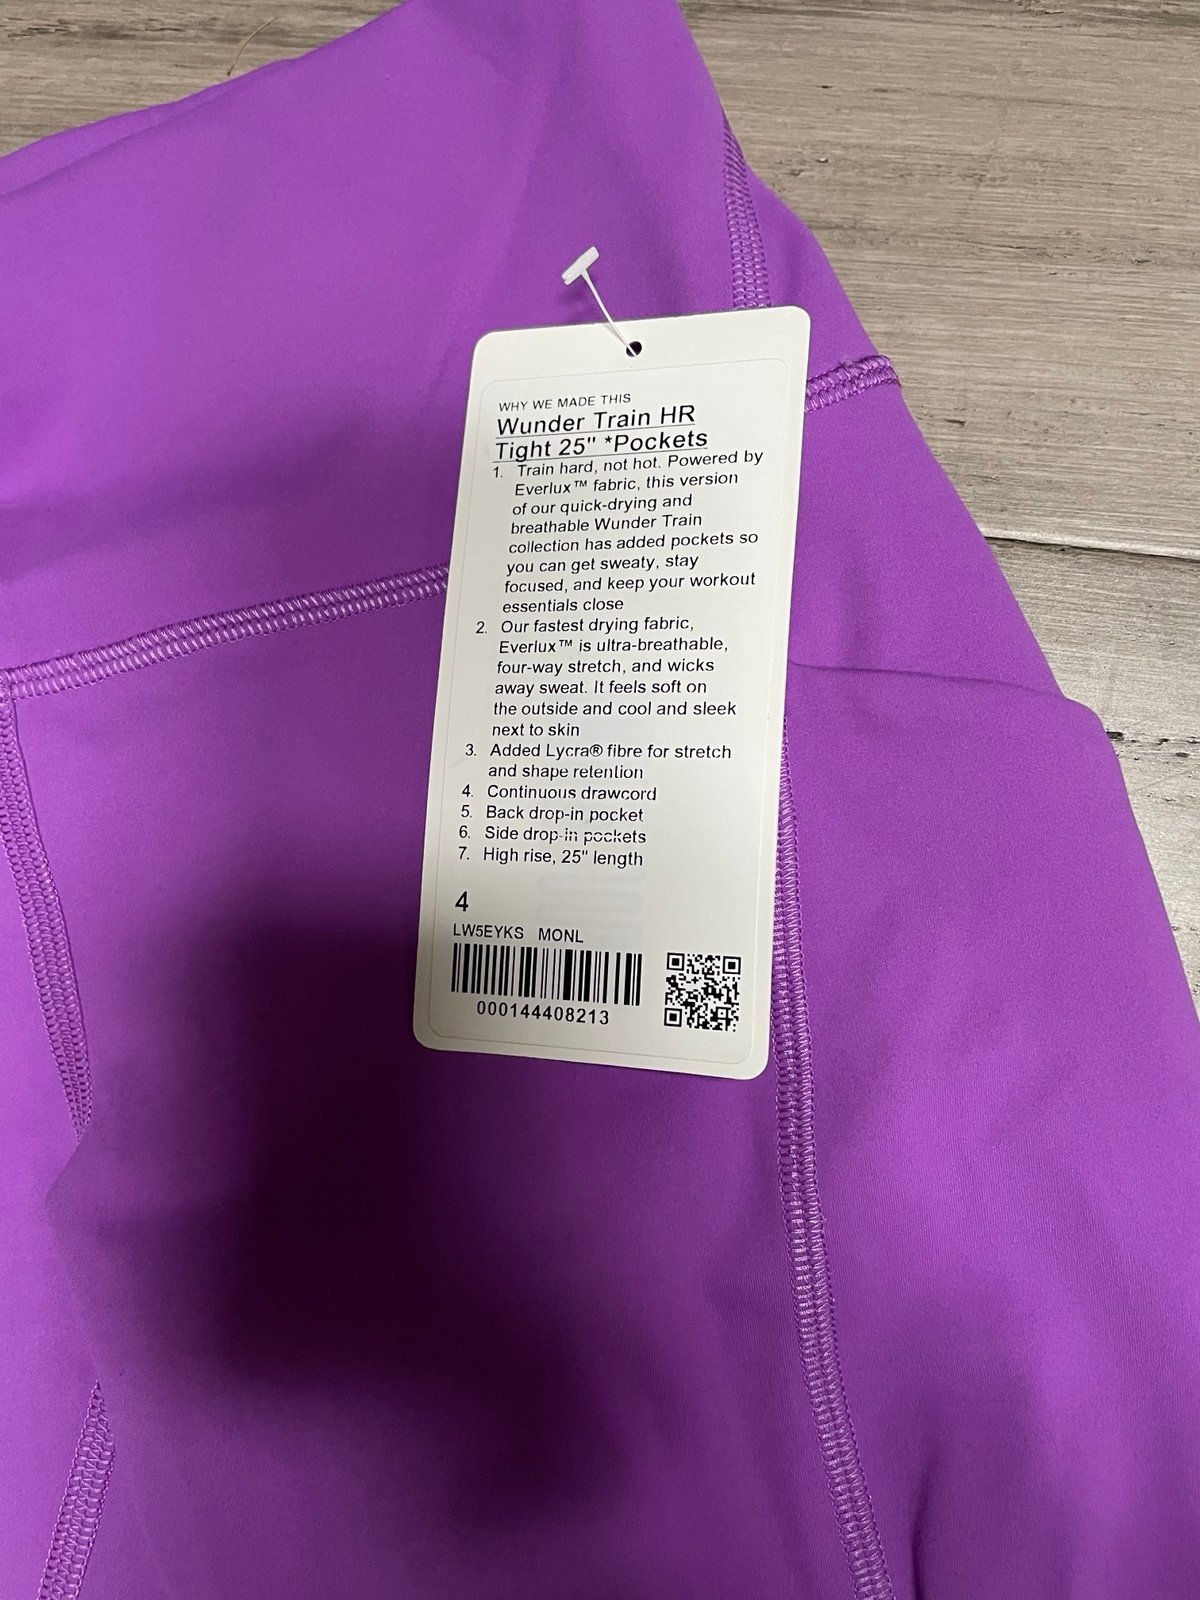 WHY WE MADE THIS
Wunder Train HR
Tight 25" *Pockets
1. Train hard, not hot. Powered by
Everlux™ fabric, this version
of our quick-drying and
breathable Wunder Train
collection has added pockets so
you can get sweaty, stay
focused, and keep your workout
essentials close
2. Our fastest drying fabric,
Everlux™ is ultra-breathable,
four-way stretch, and wicks
away sweat. It feels soft on
the outside and cool and sleek
next to skin
3. Added Lycra® fibre for stretch
and shape retention
4. Continuous drawcord
5. Back drop-in pocket
6. Side drop-in pockets
7. High rise, 25" length
4
LW5EYKS MONL
000144408213